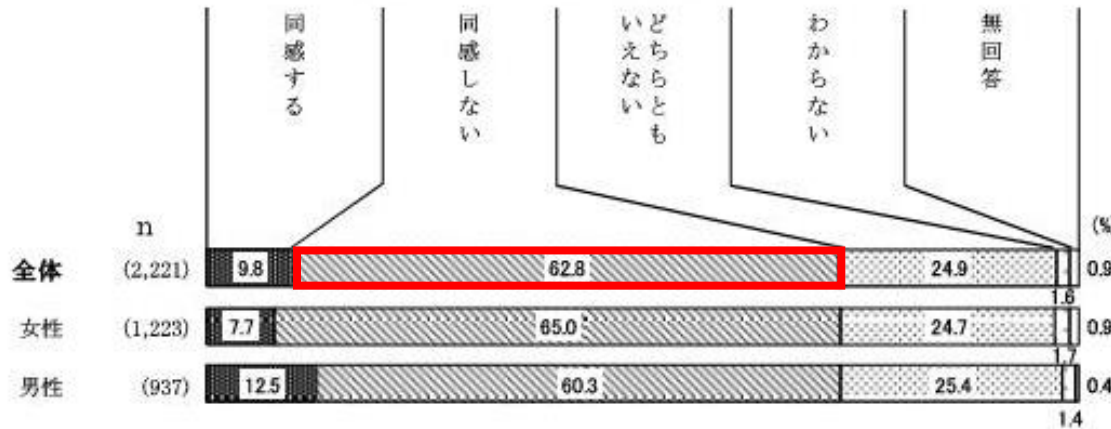 同感する
同感しない
どちらとも
いえない
わからない
無回答
n
(%
全体 (2,221) 9.8 62.8 24.9 1.6 0.9
女性 (1,223) 7.7 65.0 24.7 1.7 0.9
男性 (937) 12.5 60.3 25.4 1.4 0.4